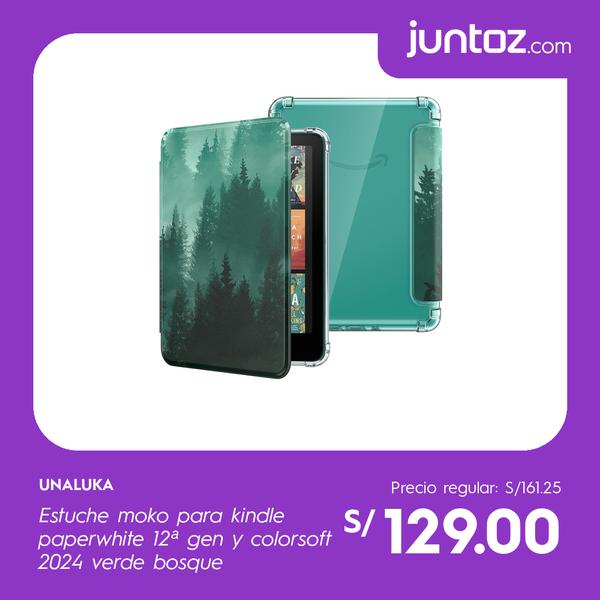 juntoz.com
UNALUKA
Estuche moko para kindle
paperwhite 12ª gen y colorsoft
2024 verde bosque
Precio regular: S/161.25
S/129.00